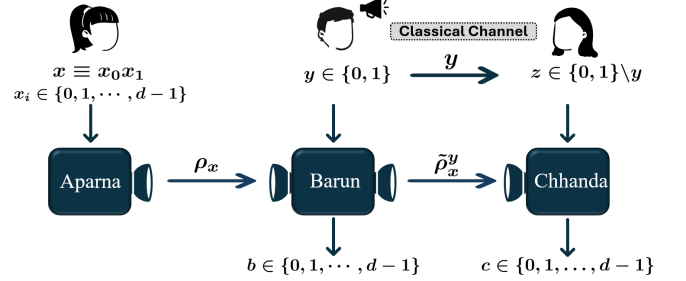 Classical Channel
x ≡ x₀x₁
xᵢ ∈ {0, 1, ⋯, d − 1}
y ∈ {0, 1}
y
z ∈ {0, 1}\y
Aparna
ρₓ
Barun
ρ̃ₓʸ
Chhanda
b ∈ {0, 1, ⋯, d − 1}
c ∈ {0, 1, …, d − 1}